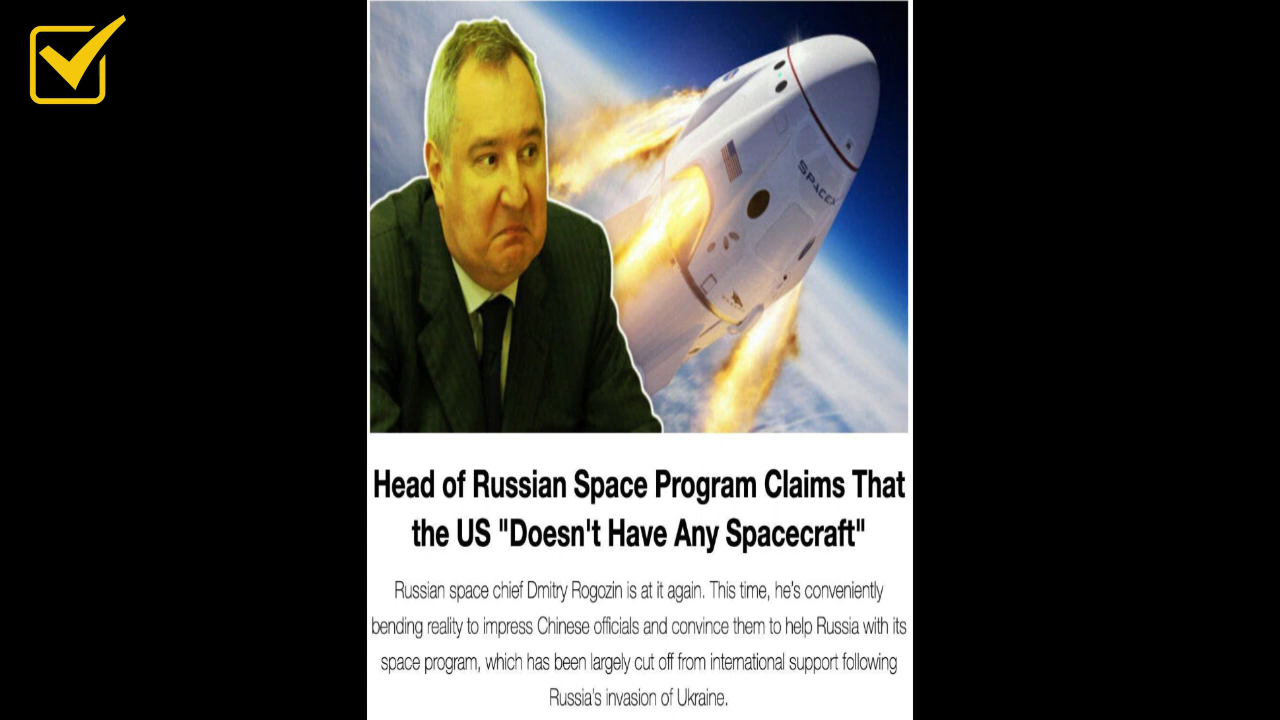 SPACEX
Head of Russian Space Program Claims That
the US "Doesn't Have Any Spacecraft"
Russian space chief Dmitry Rogozin is at it again. This time, he's conveniently
bending reality to impress Chinese officials and convince them to help Russia with its
space program, which has been largely cut off from international support following
Russia's invasion of Ukraine.